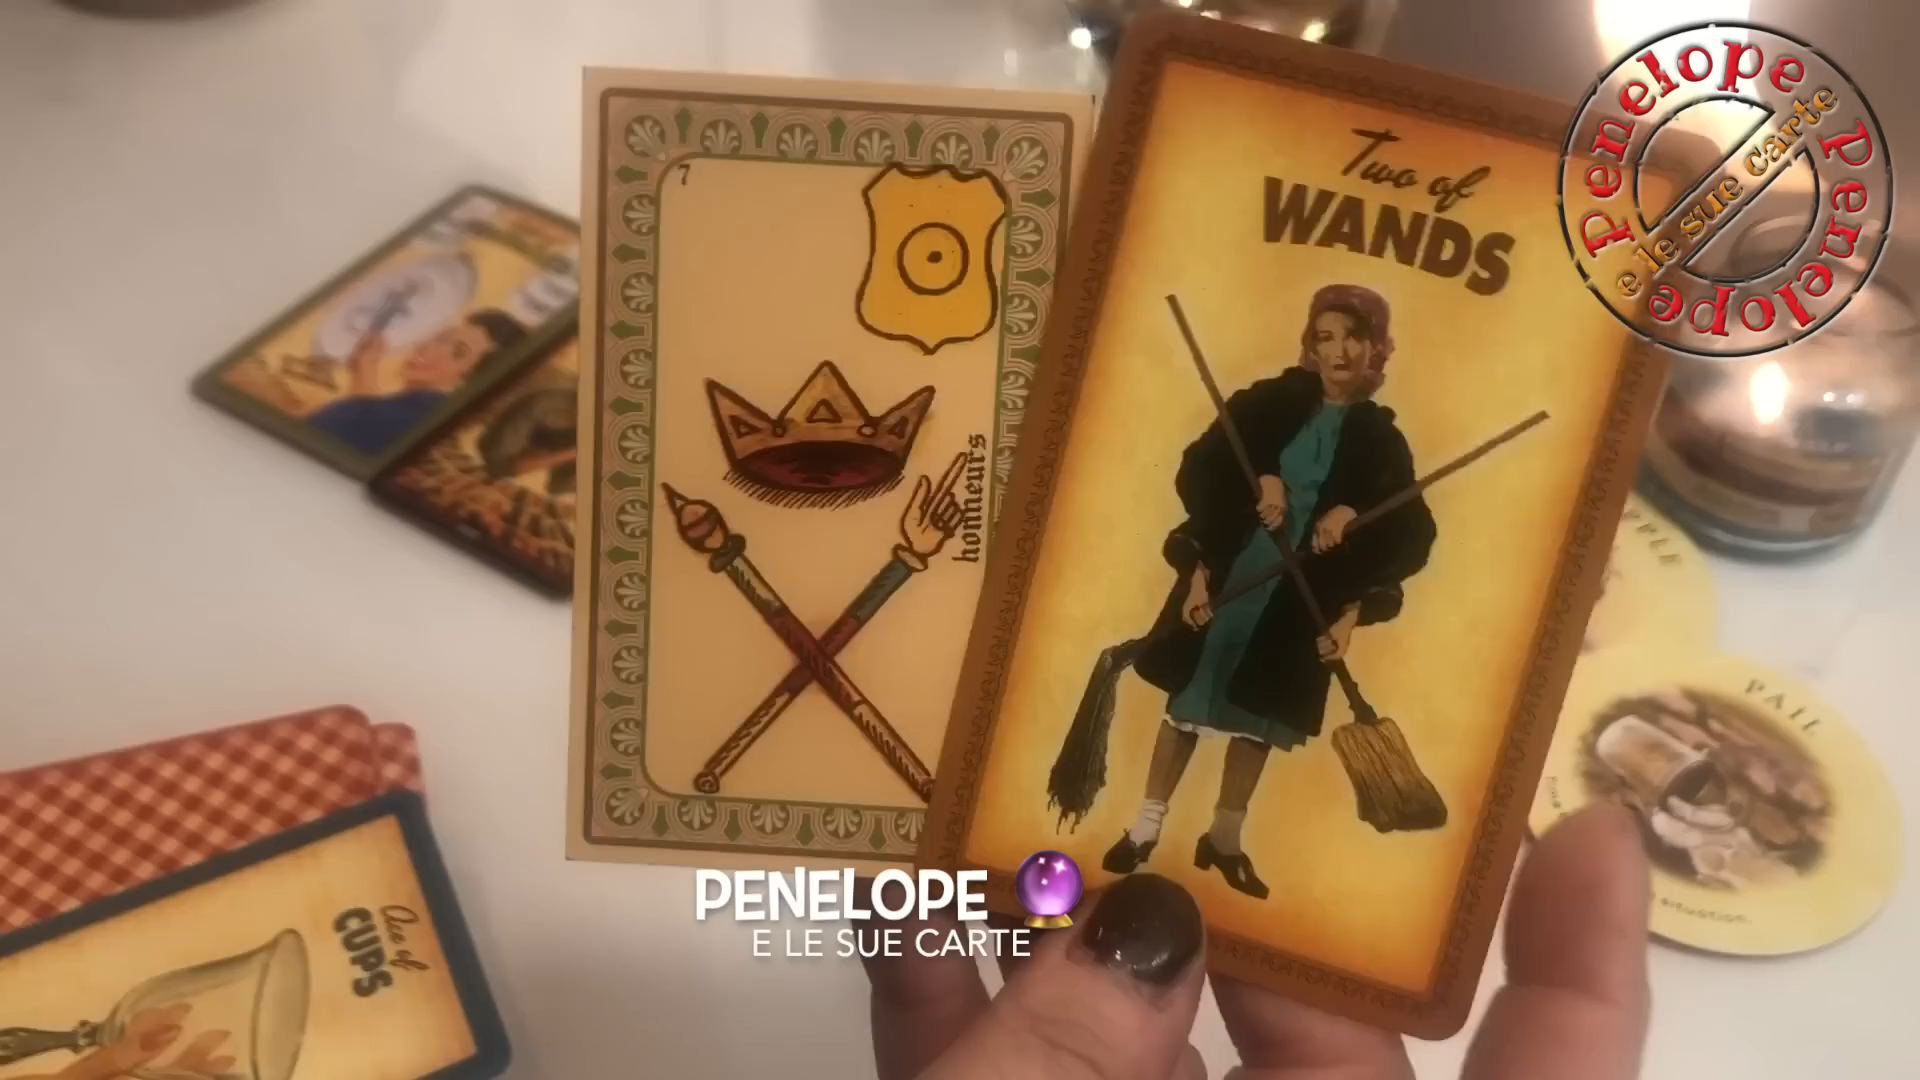 7
honneurs
Two of
WANDS
Penelope
e le sue carte
Penelope
PAIL
situation.
Ace of
CUPS
PENELOPE
E LE SUE CARTE